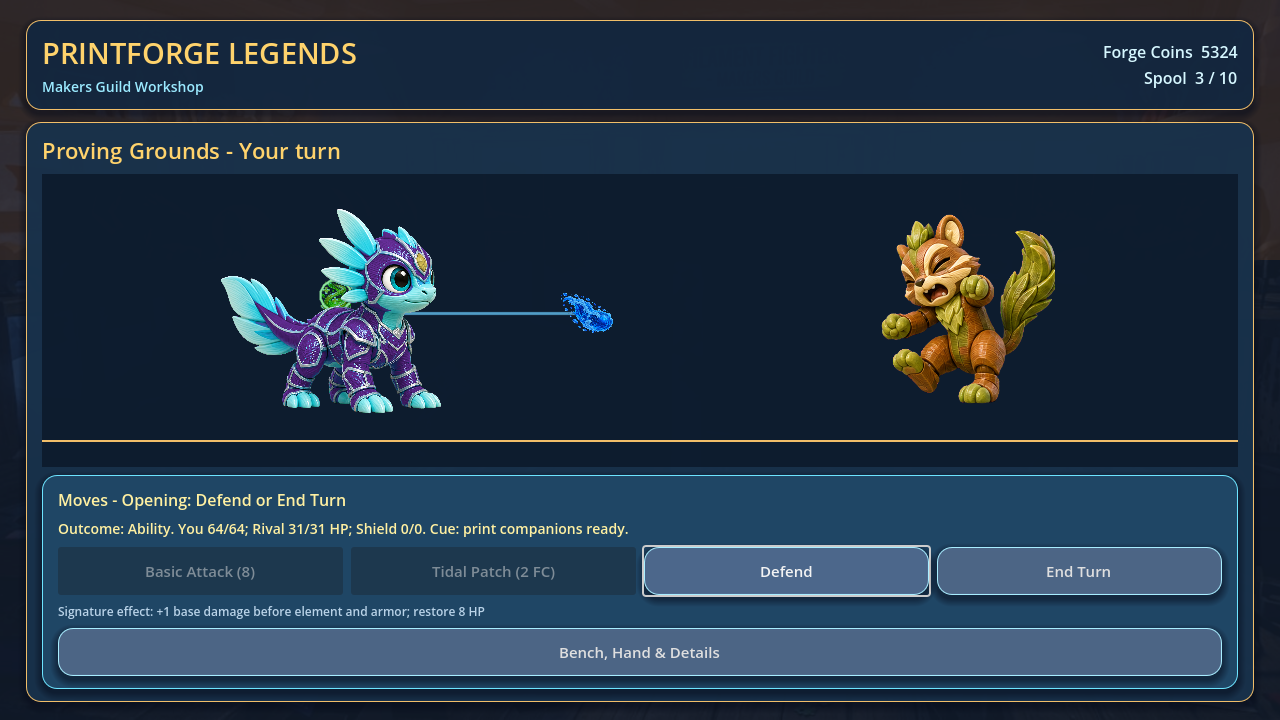 PRINTFORGE LEGENDS
Makers Guild Workshop
Forge Coins 5324
Spool 3 / 10
Proving Grounds - Your turn
Moves - Opening: Defend or End Turn
Outcome: Ability. You 64/64; Rival 31/31 HP; Shield 0/0. Cue: print companions ready.
Basic Attack (8)
Tidal Patch (2 FC)
Defend
End Turn
Signature effect: +1 base damage before element and armor; restore 8 HP
Bench, Hand & Details